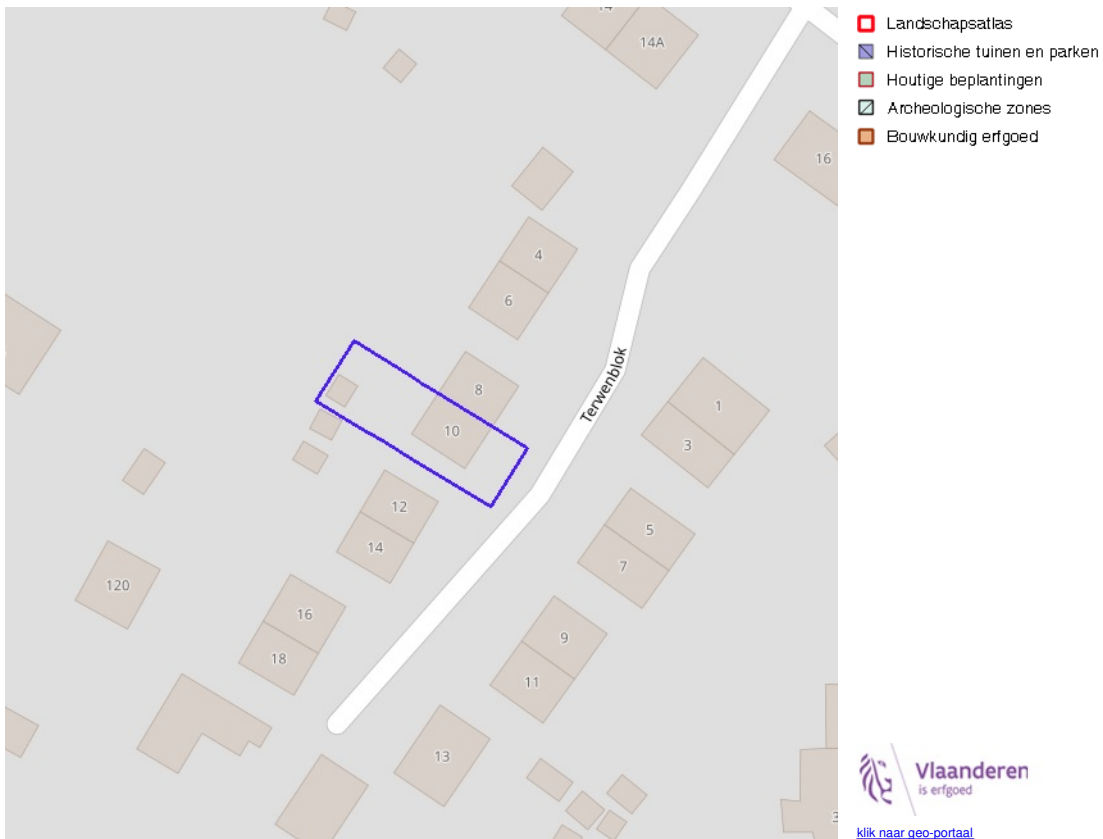 Landschapsatlas
Historische tuinen en parken
Houtige beplantingen
Archeologische zones
Bouwkundig erfgoed
14
14A
16
4
6
8
10
Terwenblok
1
3
12
14
5
7
120
16
18
9
11
13
3
Vlaanderen
is erfgoed
klik naar geo-portaal